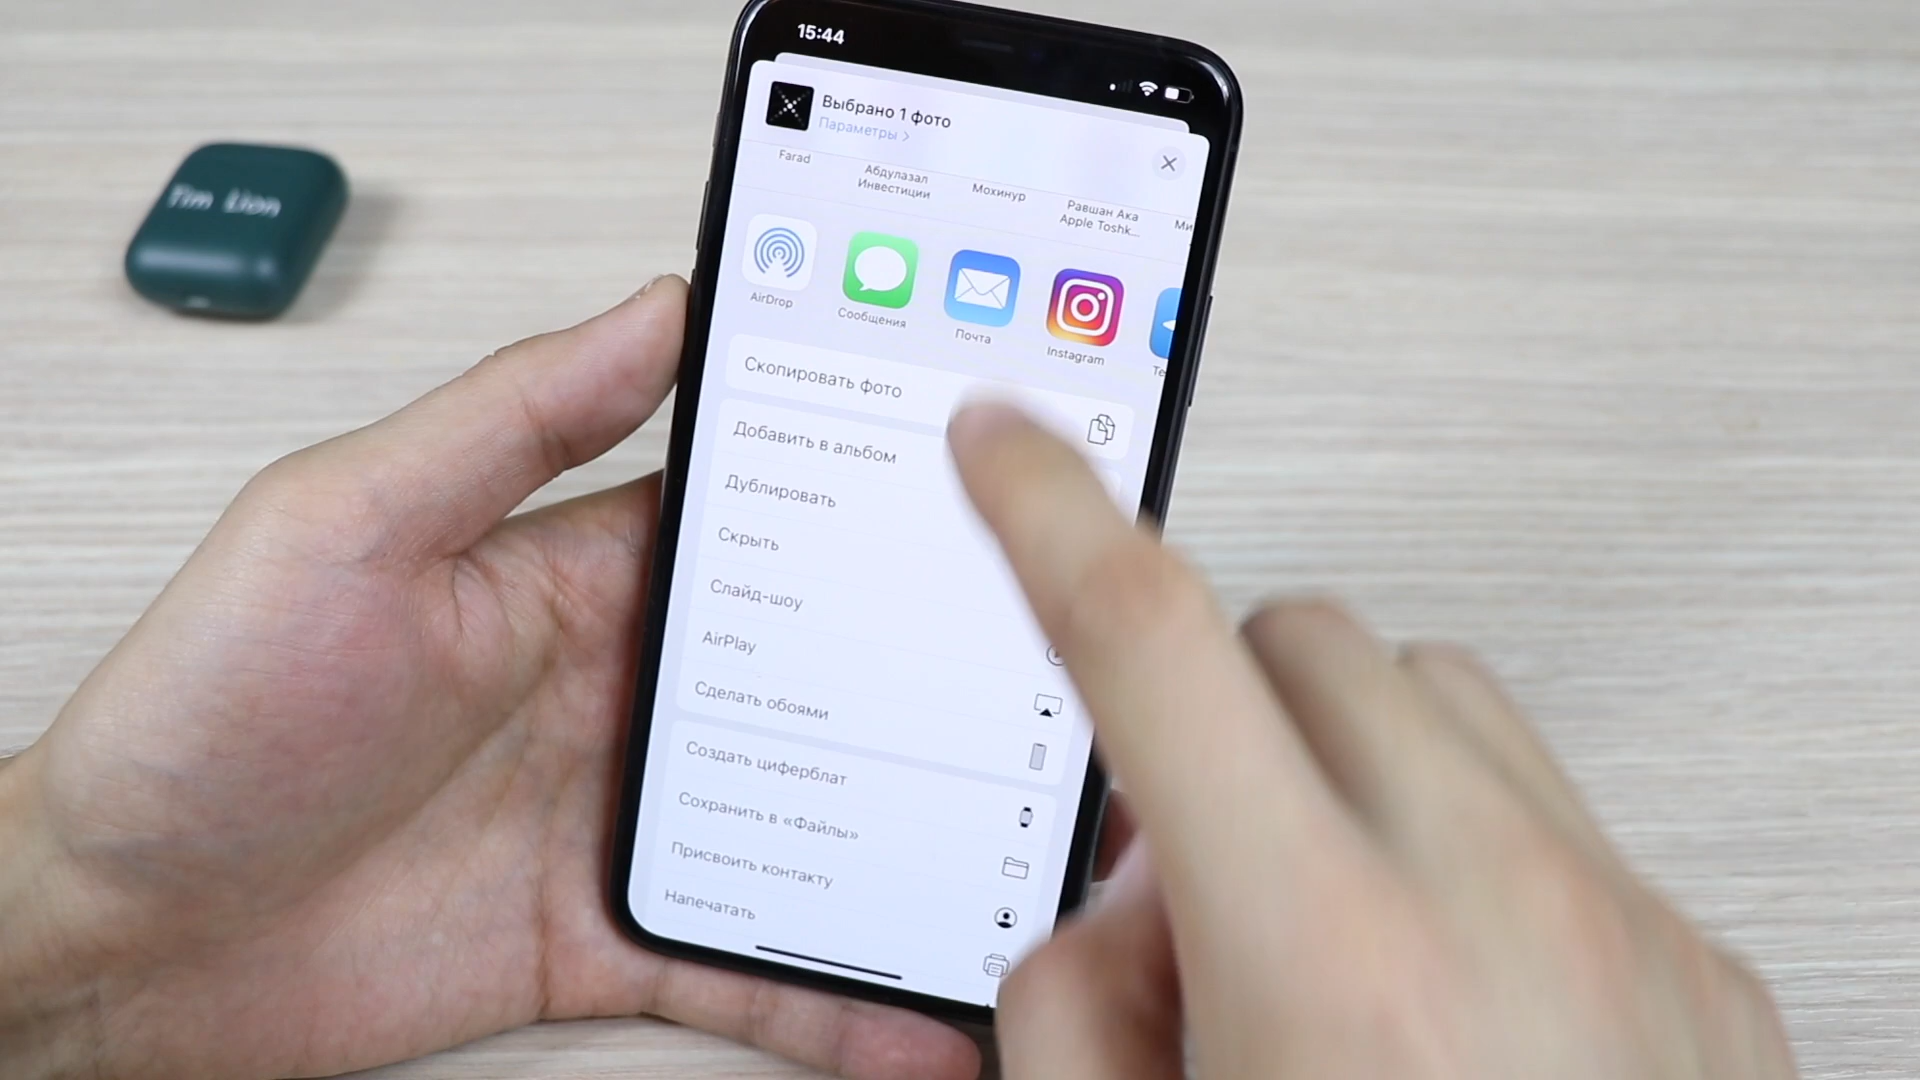 15:44
Выбрано 1 фото
Параметры >
Farad
Абдулазал
Инвестиции
Мохинур
Равшан Ака
Apple Toshk...
Ми
AirDrop
Сообщения
Почта
Instagram
Te
Скопировать фото
Добавить в альбом
Дублировать
Скрыть
Слайд-шоу
AirPlay
Сделать обоями
Создать циферблат
Сохранить в «Файлы»
Присвоить контакту
Напечатать
Tim Lion